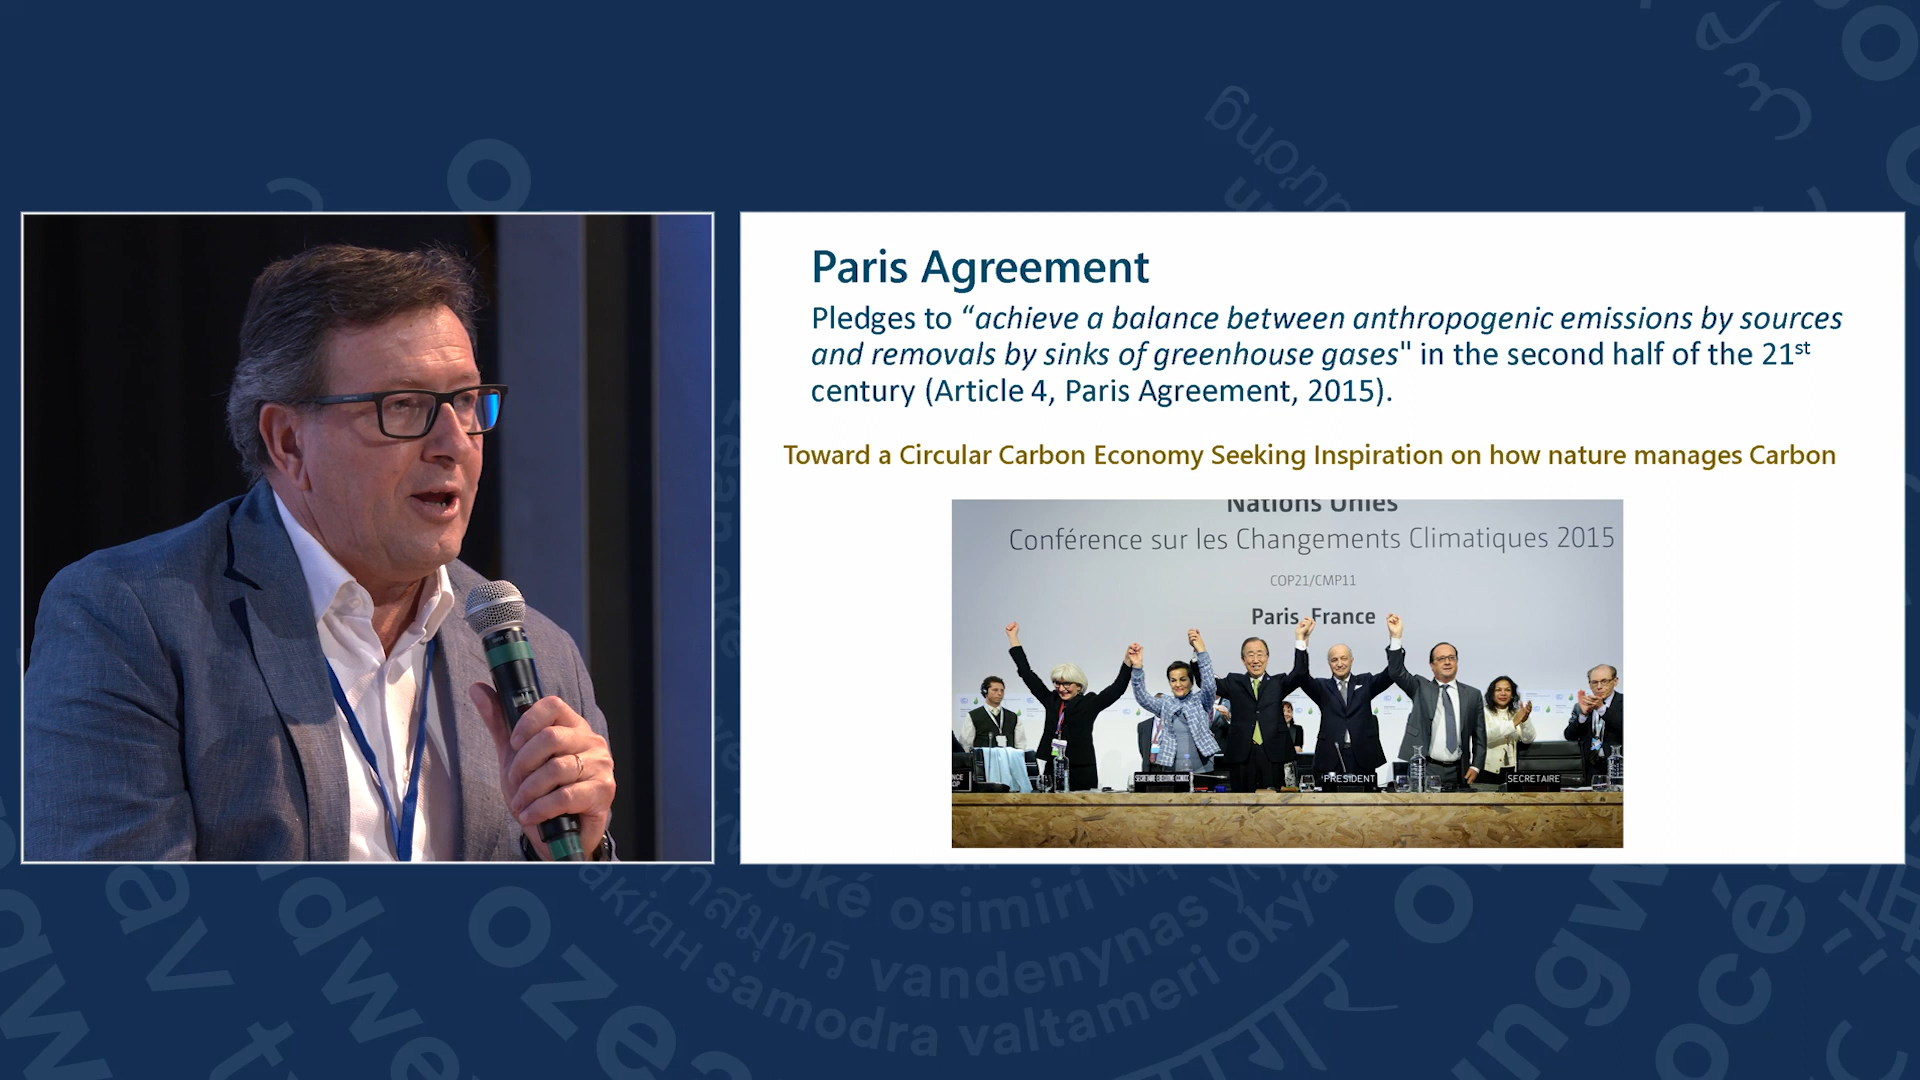 Paris Agreement
Pledges to “achieve a balance between anthropogenic emissions by sources
and removals by sinks of greenhouse gases" in the second half of the 21st
century (Article 4, Paris Agreement, 2015).
Toward a Circular Carbon Economy Seeking Inspiration on how nature manages Carbon
Nations Unies
Conférence sur les Changements Climatiques 2015
COP21/CMP11
Paris, France
PRESIDENT
SECRETAIRE
osimiri
vandenynas
samodra valtameri